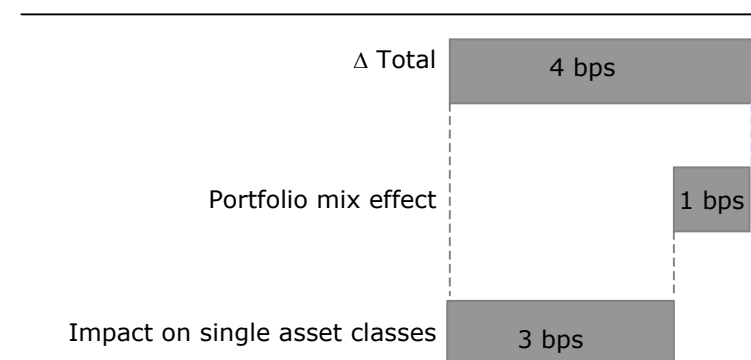 Δ Total
4 bps
Portfolio mix effect
1 bps
Impact on single asset classes
3 bps